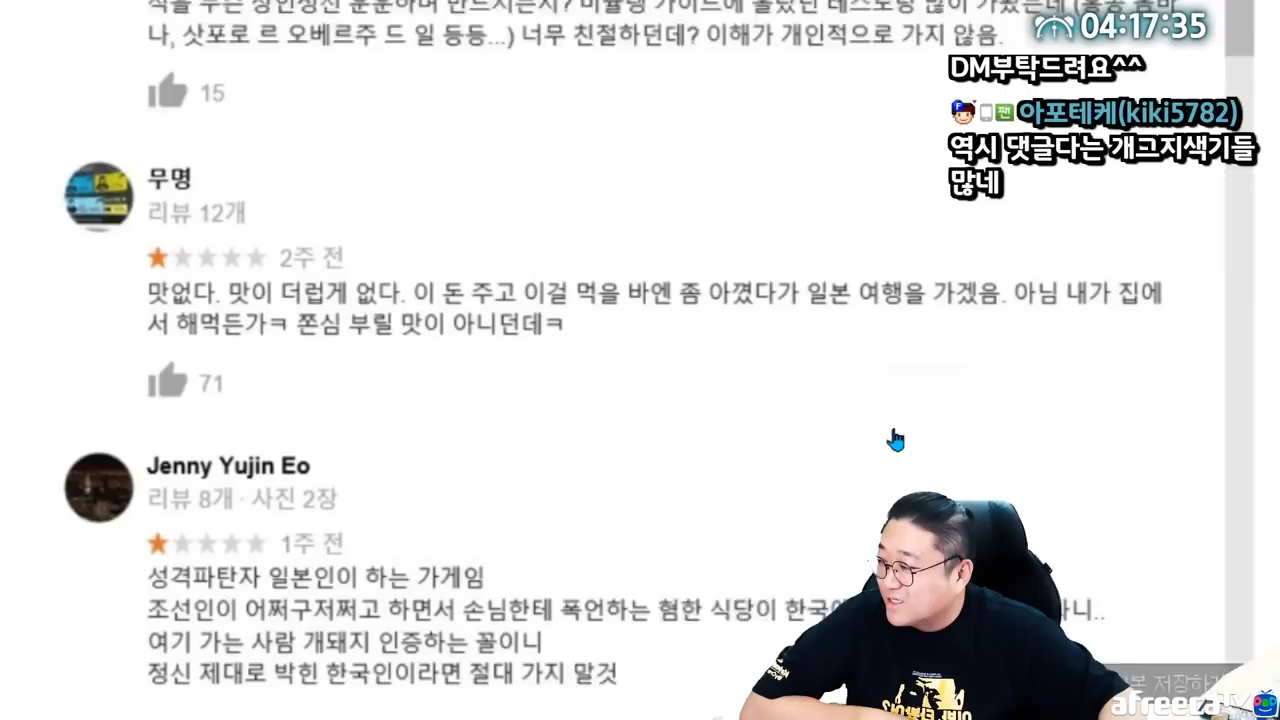 나, 삿포로 르 오베르주 드 일 등등...) 너무 친절하던데? 이해가 개인적으로 가지 않음.
15
무명
리뷰 12개
2주 전
맛없다. 맛이 더럽게 없다. 이 돈 주고 이걸 먹을 바엔 좀 아꼈다가 일본 여행을 가겠음. 아님 내가 집에
서 해먹든가ㅋ 쫀심 부릴 맛이 아니던데ㅋ
71
Jenny Yujin Eo
리뷰 8개 · 사진 2장
1주 전
성격파탄자 일본인이 하는 가게임
조선인이 어쩌구저쩌고 하면서 손님한테 폭언하는 혐한 식당이 한국에
여기 가는 사람 개돼지 인증하는 꼴이니
정신 제대로 박힌 한국인이라면 절대 가지 말것
04:17:35
DM부탁드려요^^
아포테케(kiki5782)
역시 댓글다는 개그지색기들
많네
afreecaTV